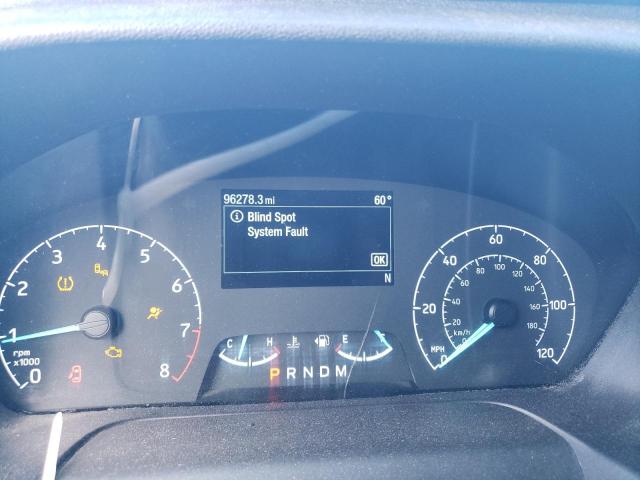 96278.3 mi 60°
Blind Spot
System Fault
OK
N
0 1 2 3 4 5 6 7 8
rpm
x1000
C H E
P R N D M
0 20 40 60 80 100 120
MPH
0 20 40 60 80 100 120 140 160 180
km/h